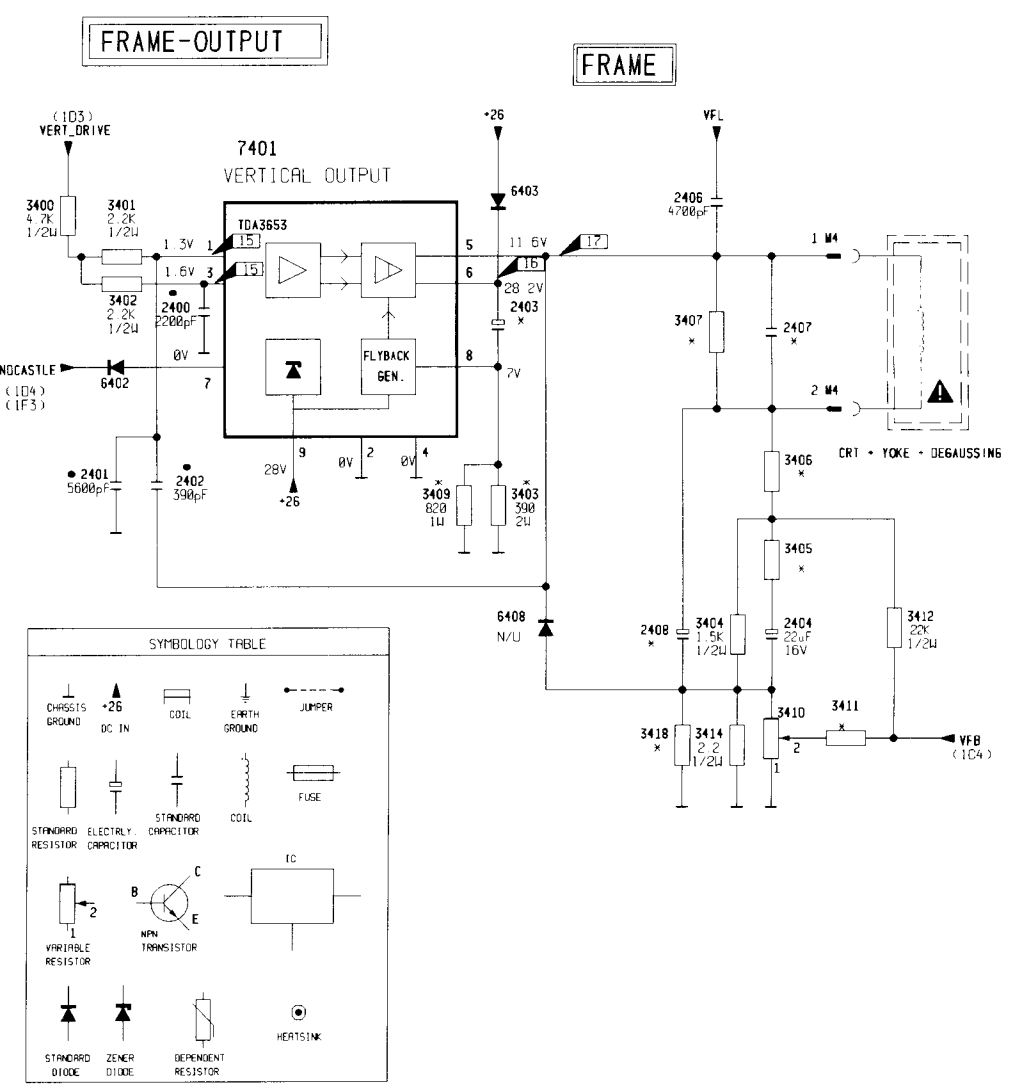 FRAME-OUTPUT
FRAME
(1D3)
VERT_DRIVE
+26
VFL
7401
VERTICAL OUTPUT
6403
2406
4700pF
3400
4.7K
1/2W
3401
2.2K
1/2W
TDA3653
1.3V
1
15
5
11 6V
17
1 M4
1.6V
3
15
6
16
28 2V
3402
2.2K
1/2W
2400
2200pF
2403
*
3407
*
2407
*
0V
FLYBACK
GEN.
8
7V
NDCASTLE
(1D4)
(1F3)
6402
7
2 M4
9
28V
+26
0V
2
0V
4
CRT + YOKE + DEGAUSSING
2401
5600pF
2402
390pF
*
3409
820
1W
*
3403
390
2W
3406
*
3405
*
6408
N/U
2408
*
3404
1.5K
1/2W
2404
22uF
16V
3412
22K
1/2W
3418
*
3414
2.2
1/2W
3410
2
1
3411
*
VFB
(1C4)
SYMBOLOGY TABLE
CHASSIS
GROUND
+26
DC IN
COIL
EARTH
GROUND
JUMPER
STANDARD
RESISTOR
ELECTRLY.
CAPACITOR
STANDARD
CAPACITOR
COIL
FUSE
2
1
VARIABLE
RESISTOR
B
C
E
NPN
TRANSISTOR
IC
STANDARD
DIODE
ZENER
DIODE
DEPENDENT
RESISTOR
HEATSINK